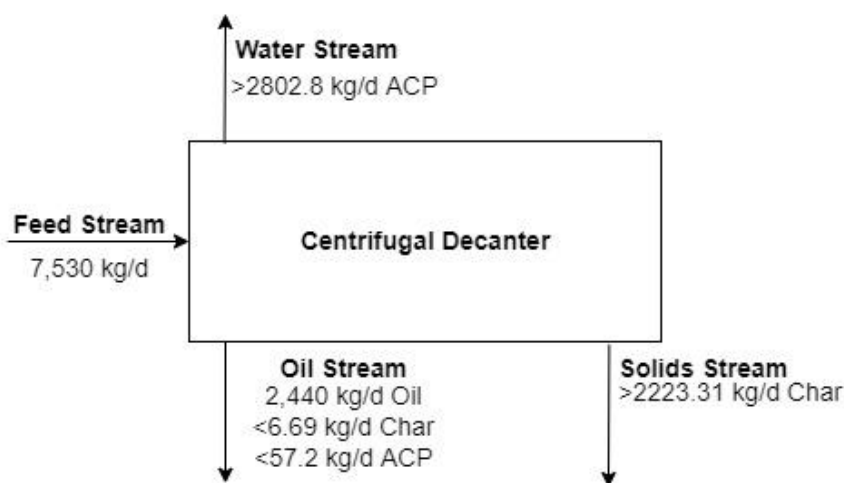 Water Stream
>2802.8 kg/d ACP
Feed Stream
7,530 kg/d
Centrifugal Decanter
Oil Stream
2,440 kg/d Oil
<6.69 kg/d Char
<57.2 kg/d ACP
Solids Stream
>2223.31 kg/d Char